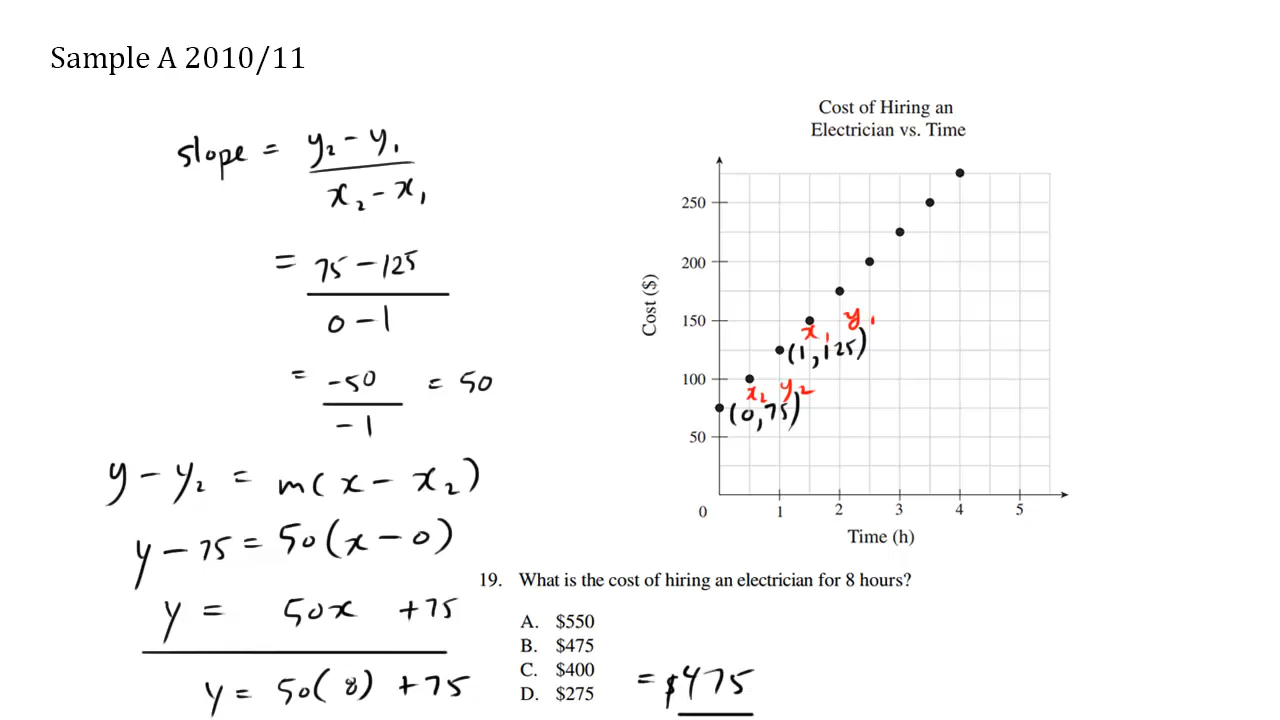 Sample A 2010/11
slope = y₂ - y₁
x₂ - x₁
= 75 - 125
0 - 1
= -50 = 50
-1
y - y₂ = m(x - x₂)
y - 75 = 50(x - 0)
y = 50x + 75
y = 50(8) + 75
= $475
Cost of Hiring an
Electrician vs. Time
Cost ($)
250
200
150
100
50
0
1 2 3 4 5
Time (h)
x₁ y₁
(1,125)
x₂ y₂
(0,75)
19. What is the cost of hiring an electrician for 8 hours?
A. $550
B. $475
C. $400
D. $275